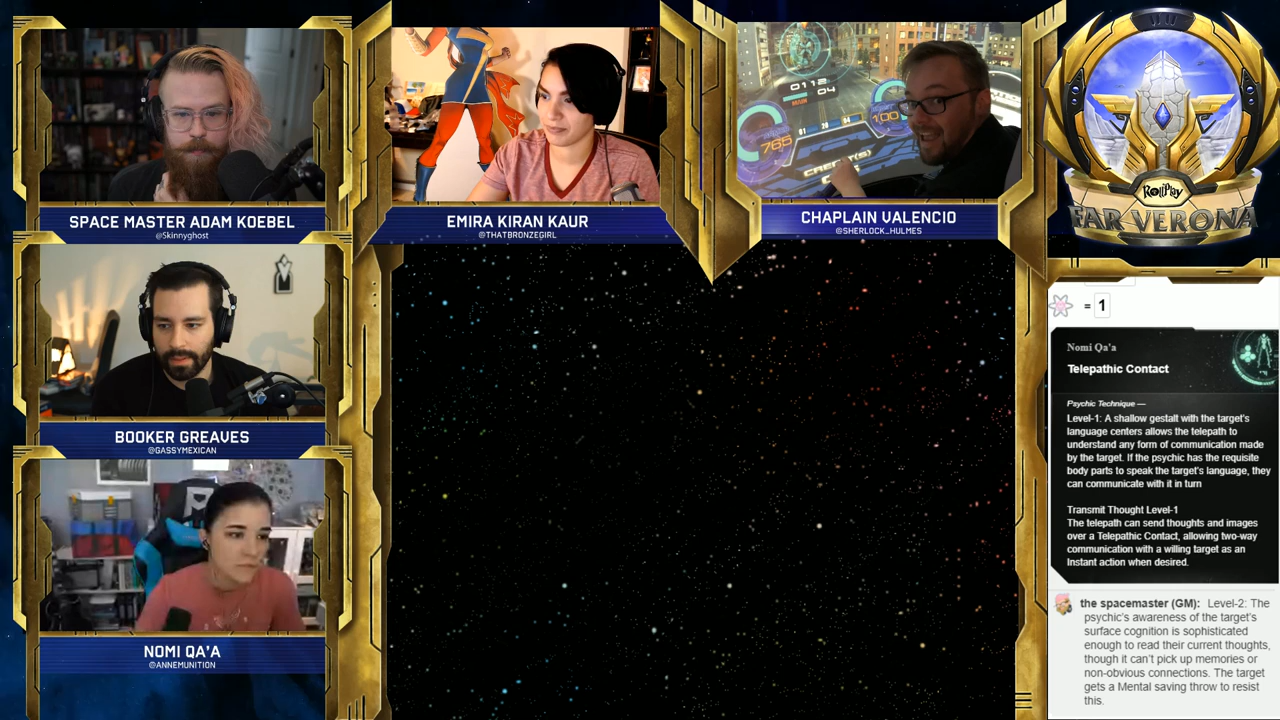 SPACE MASTER ADAM KOEBEL
@Skinnyghost
EMIRA KIRAN KAUR
@THATBRONZEGIRL
CHAPLAIN VALENCIO
@SHERLOCK_HULMES
BOOKER GREAVES
@GASSYMEXICAN
NOMI QA'A
@ANNEMUNITION
0112
04
765
100
CREDIT(S)
RollPlay
FAR VERONA
= 1
Nomi Qa'a
Telepathic Contact
Psychic Technique —
Level-1: A shallow gestalt with the target's
language centers allows the telepath to
understand any form of communication made
by the target. If the psychic has the requisite
body parts to speak the target's language, they
can communicate with it in turn
Transmit Thought Level-1
The telepath can send thoughts and images
over a Telepathic Contact, allowing two-way
communication with a willing target as an
Instant action when desired.
the spacemaster (GM): Level-2: The
psychic's awareness of the target's
surface cognition is sophisticated
enough to read their current thoughts,
though it can't pick up memories or
non-obvious connections. The target
gets a Mental saving throw to resist
this.